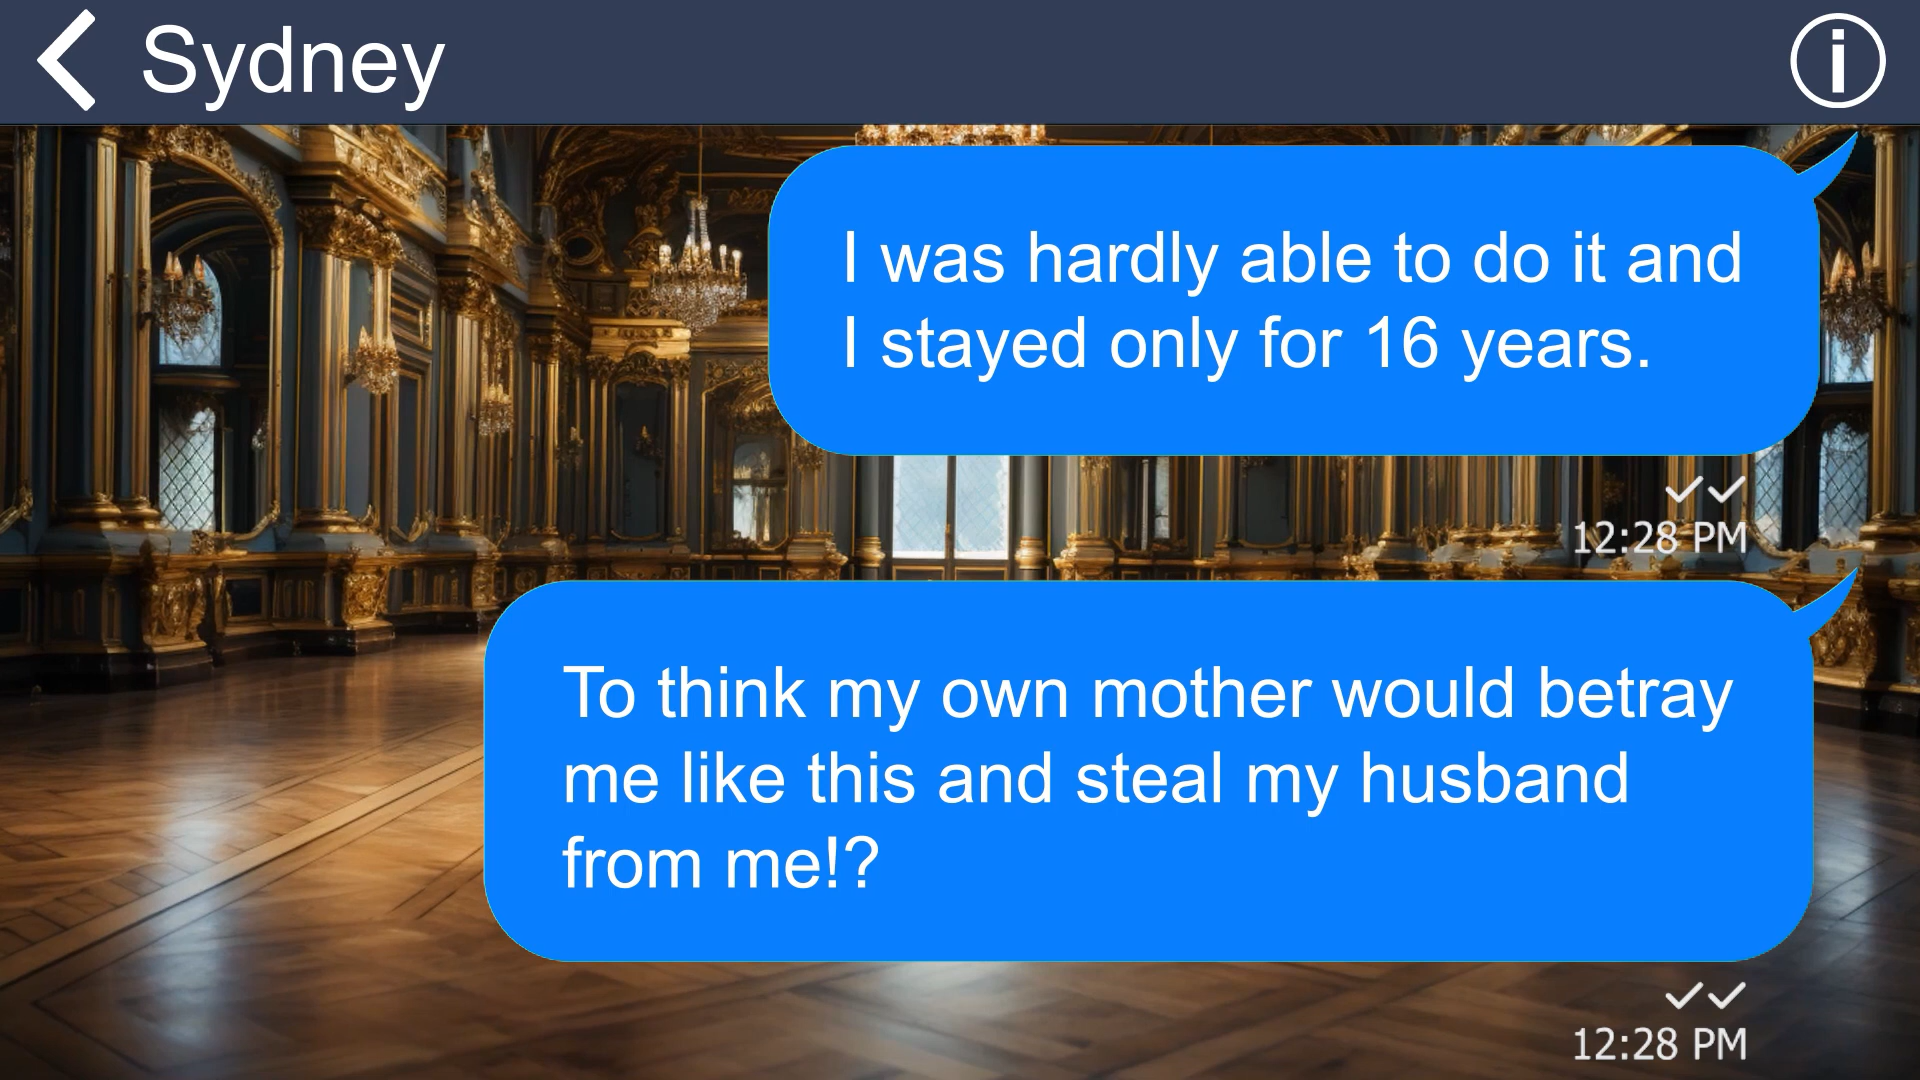 Sydney
I was hardly able to do it and
I stayed only for 16 years.
12:28 PM
To think my own mother would betray
me like this and steal my husband
from me!?
12:28 PM